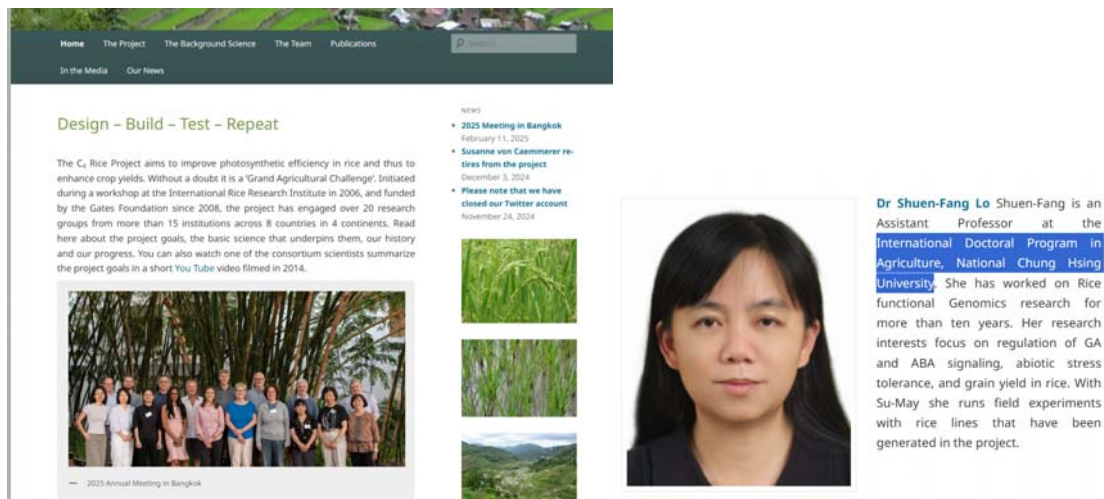 Home The Project The Background Science The Team Publications
Search
In the Media Our News
Design – Build – Test – Repeat
The C₄ Rice Project aims to improve photosynthetic efficiency in rice and thus to
enhance crop yields. Without a doubt it is a 'Grand Agricultural Challenge'. Initiated
during a workshop at the International Rice Research Institute in 2006, and funded
by the Gates Foundation since 2008, the project has engaged over 20 research
groups from more than 15 institutions across 8 countries in 4 continents. Read
here about the project goals, the basic science that underpins them, our history
and our progress. You can also watch one of the consortium scientists summarize
the project goals in a short You Tube video filmed in 2014.
— 2025 Annual Meeting in Bangkok
NEWS
2025 Meeting in Bangkok
February 11, 2025
Susanne von Caemmerer re-
tires from the project
December 3, 2024
Please note that we have
closed our Twitter account
November 24, 2024
Dr Shuen-Fang Lo Shuen-Fang is an
Assistant Professor at the
International Doctoral Program in
Agriculture, National Chung Hsing
University. She has worked on Rice
functional Genomics research for
more than ten years. Her research
interests focus on regulation of GA
and ABA signaling, abiotic stress
tolerance, and grain yield in rice. With
Su-May she runs field experiments
with rice lines that have been
generated in the project.